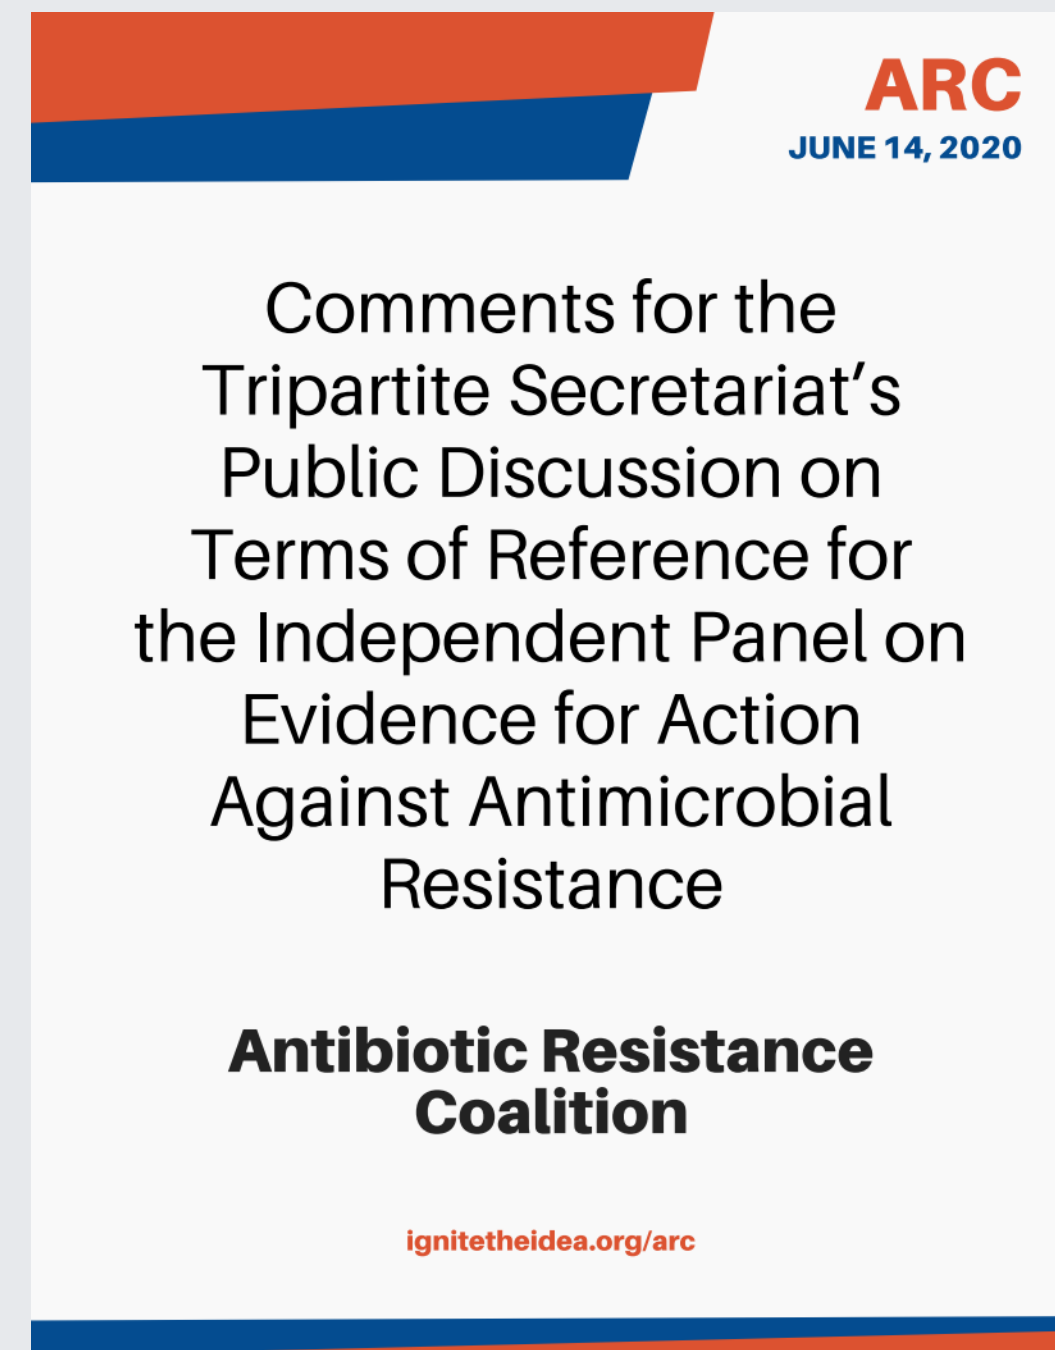 ARC
JUNE 14, 2020
Comments for the
Tripartite Secretariat’s
Public Discussion on
Terms of Reference for
the Independent Panel on
Evidence for Action
Against Antimicrobial
Resistance
Antibiotic Resistance
Coalition
ignitetheidea.org/arc